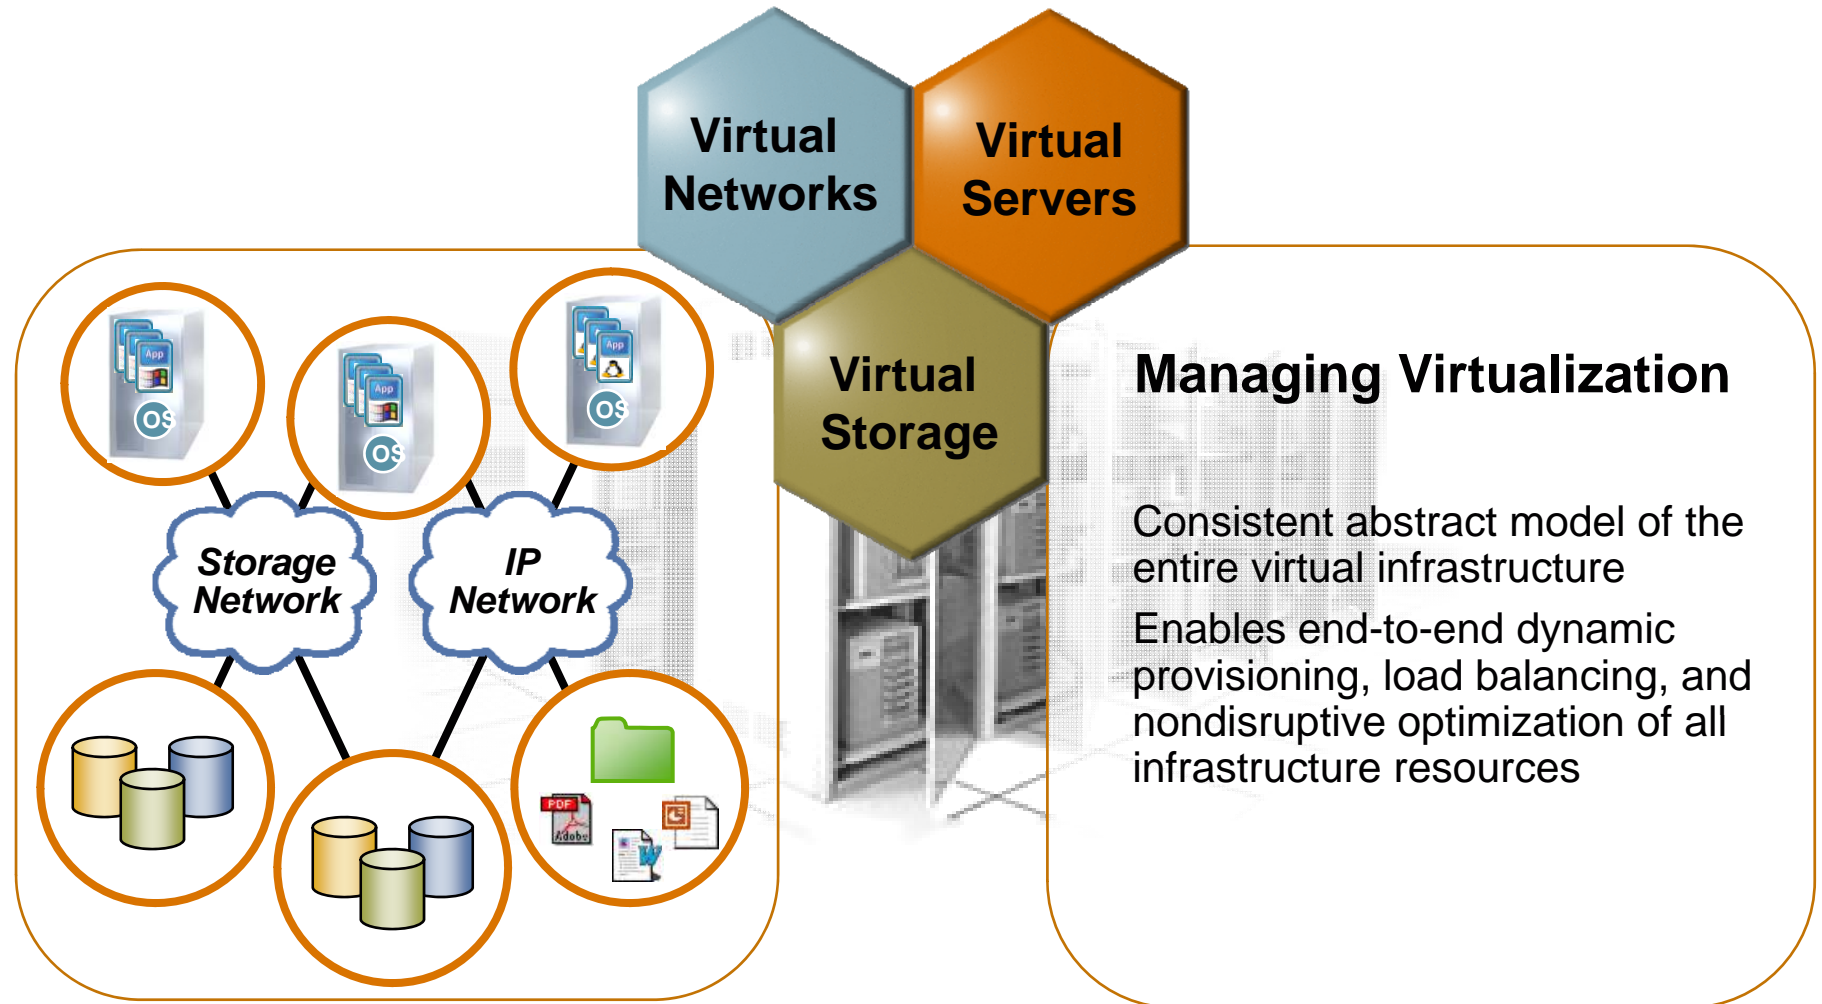 Virtual
Networks
Virtual
Servers
Virtual
Storage
App
OS
App
OS
App
OS
Storage
Network
IP
Network
PDF
Adobe
W
Managing Virtualization
Consistent abstract model of the
entire virtual infrastructure
Enables end-to-end dynamic
provisioning, load balancing, and
nondisruptive optimization of all
infrastructure resources